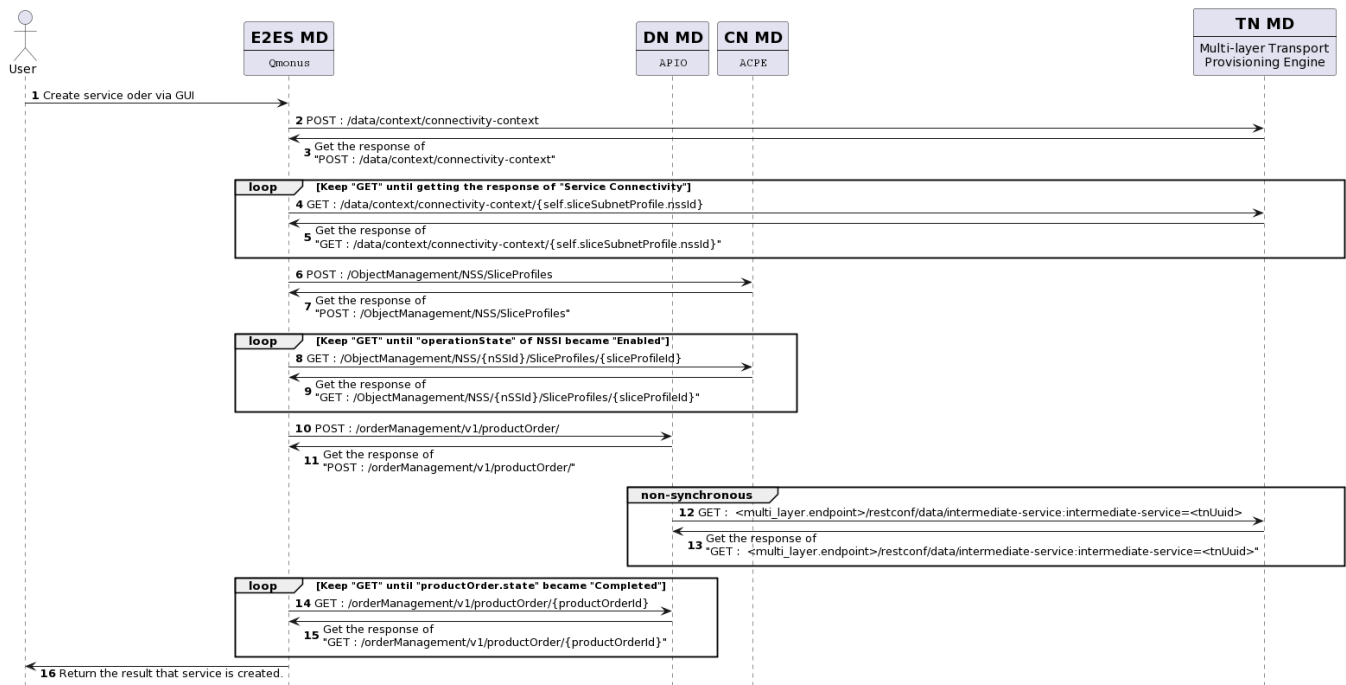 User
E2ES MD
Qmonus
DN MD
APIO
CN MD
ACPE
TN MD
Multi-layer Transport
Provisioning Engine
1 Create service oder via GUI
2 POST : /data/context/connectivity-context
3 Get the response of
"POST : /data/context/connectivity-context"
loop [Keep "GET" until getting the response of "Service Connectivity"]
4 GET : /data/context/connectivity-context/{self.sliceSubnetProfile.nssId}
5 Get the response of
"GET : /data/context/connectivity-context/{self.sliceSubnetProfile.nssId}"
6 POST : /ObjectManagement/NSS/SliceProfiles
7 Get the response of
"POST : /ObjectManagement/NSS/SliceProfiles"
loop [Keep "GET" until "operationState" of NSSI became "Enabled"]
8 GET : /ObjectManagement/NSS/{nSSId}/SliceProfiles/{sliceProfileId}
9 Get the response of
"GET : /ObjectManagement/NSS/{nSSId}/SliceProfiles/{sliceProfileId}"
10 POST : /orderManagement/v1/productOrder/
11 Get the response of
"POST : /orderManagement/v1/productOrder/"
non-synchronous
12 GET : <multi_layer.endpoint>/restconf/data/intermediate-service:intermediate-service=<tnUuid>
13 Get the response of
"GET : <multi_layer.endpoint>/restconf/data/intermediate-service:intermediate-service=<tnUuid>"
loop [Keep "GET" until "productOrder.state" became "Completed"]
14 GET : /orderManagement/v1/productOrder/{productOrderId}
15 Get the response of
"GET : /orderManagement/v1/productOrder/{productOrderId}"
16 Return the result that service is created.